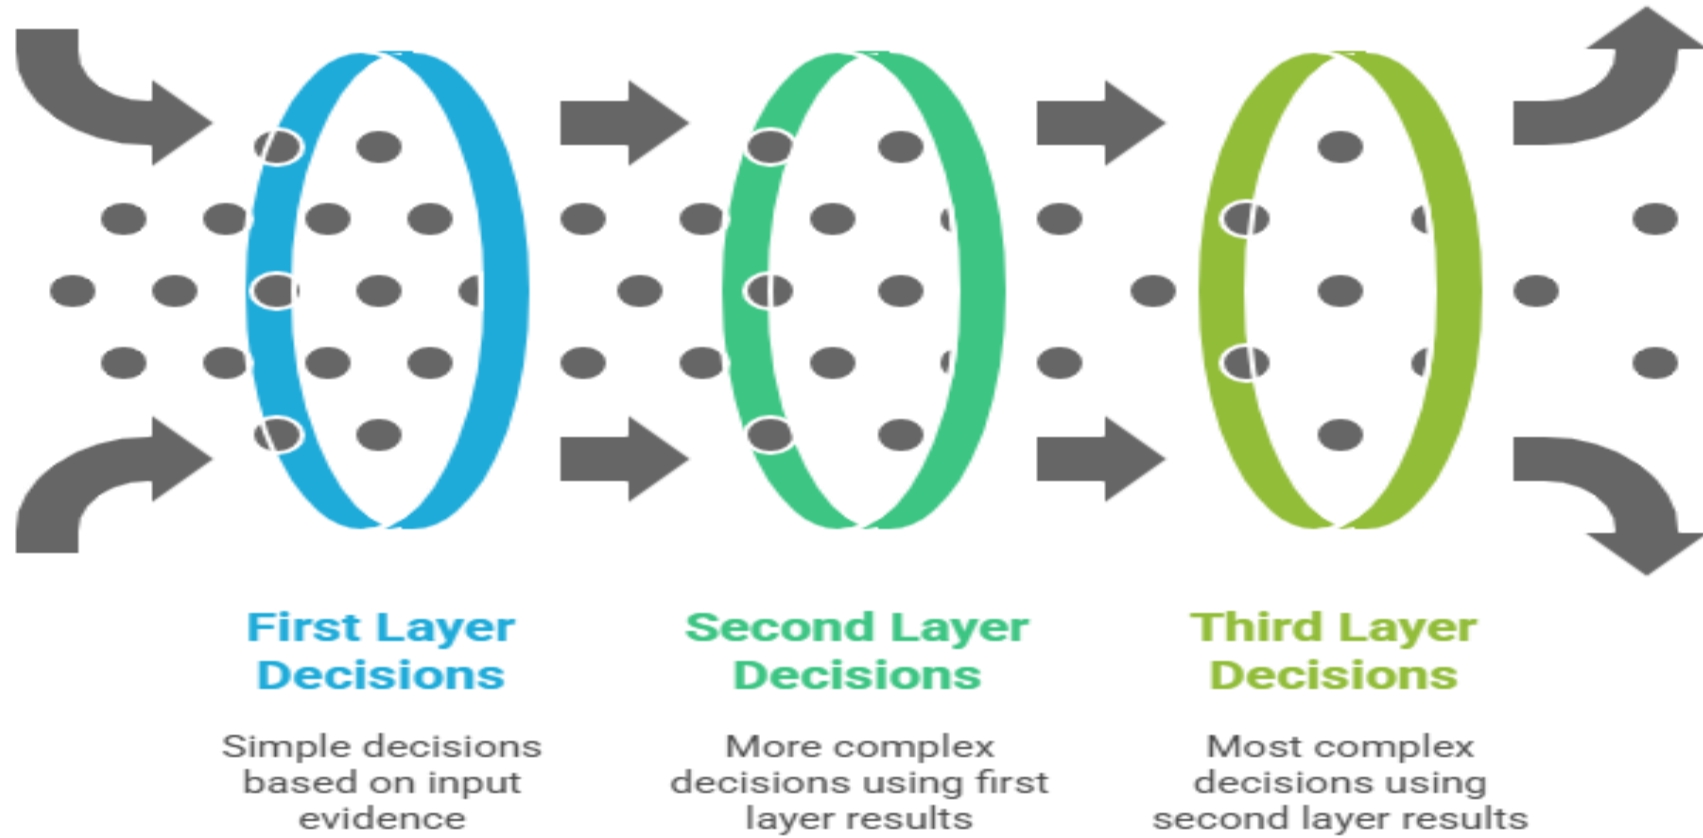 First Layer
Decisions
Simple decisions
based on input
evidence
Second Layer
Decisions
More complex
decisions using first
layer results
Third Layer
Decisions
Most complex
decisions using
second layer results